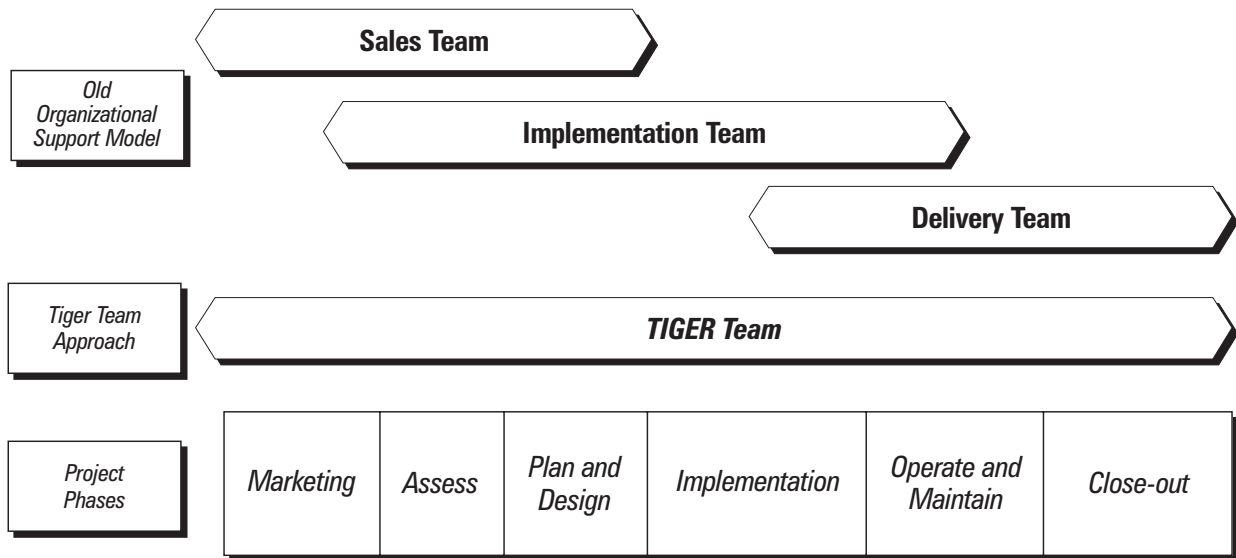 Sales Team
Old
Organizational
Support Model
Implementation Team
Delivery Team
Tiger Team
Approach
TIGER Team
Project
Phases
Marketing
Assess
Plan and
Design
Implementation
Operate and
Maintain
Close-out